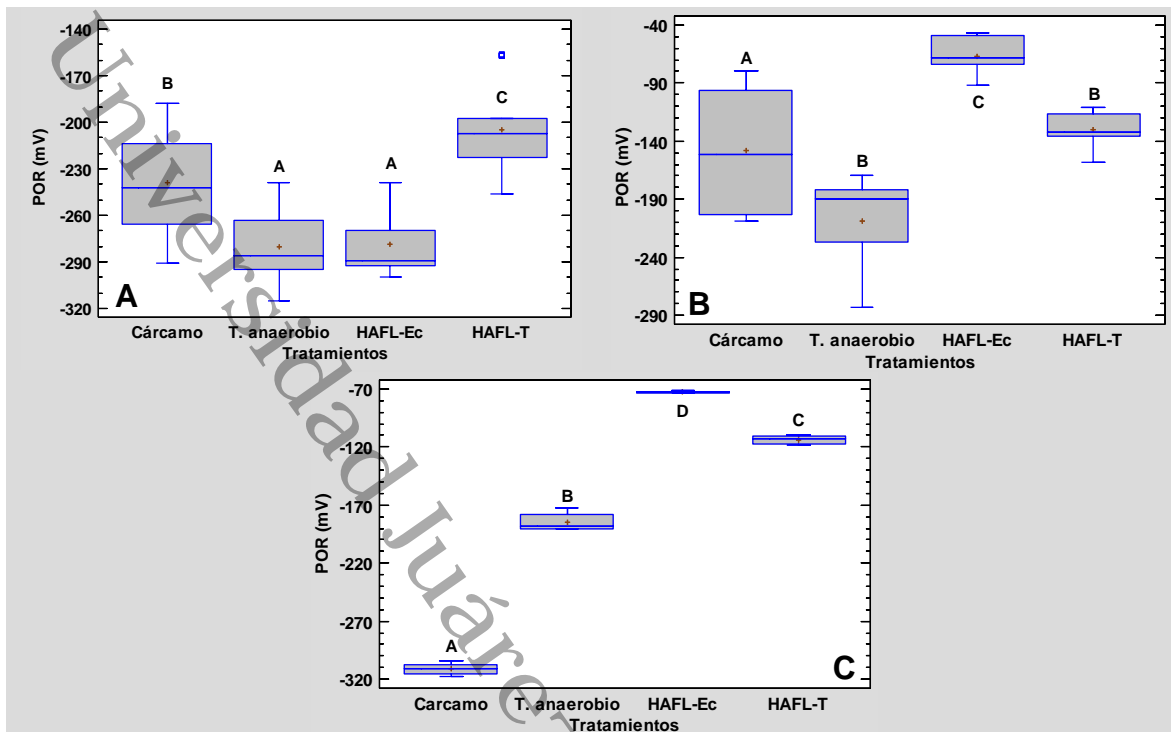 -140
-170
-200
-230
-260
-290
-320
POR (mV)
B
A
A
C
A
Cárcamo T. anaerobio HAFL-Ec HAFL-T
Tratamientos
-40
-90
-140
-190
-240
-290
POR (mV)
A
B
C
B
B
Cárcamo T. anaerobio HAFL-Ec HAFL-T
Tratamientos
-70
-120
-170
-220
-270
-320
POR (mV)
A
B
D
C
C
Carcamo T. anaerobio HAFL-Ec HAFL-T
Tratamientos
Universidad Juáre